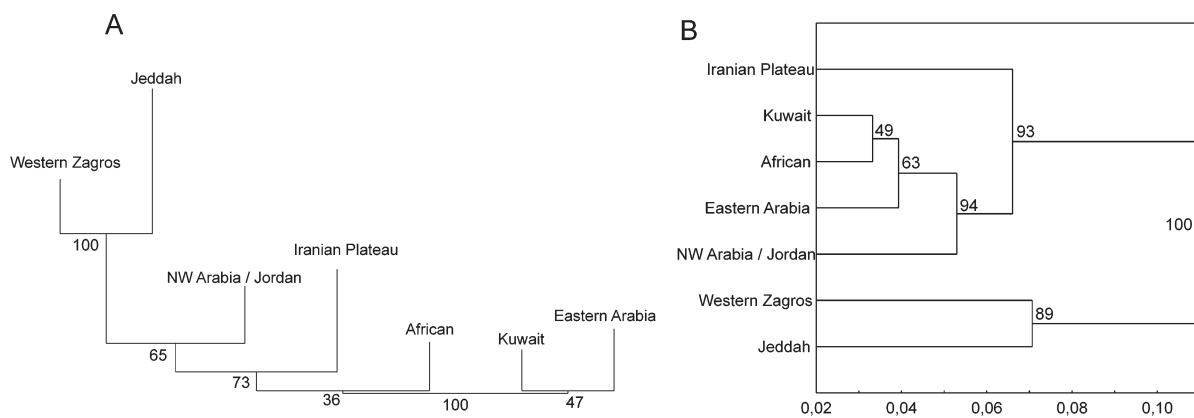 A
Jeddah
Western Zagros
100
Iranian Plateau
NW Arabia / Jordan
65
African
Kuwait
Eastern Arabia
73
36
100
47
B
Iranian Plateau
Kuwait
49
93
African
63
Eastern Arabia
94
100
NW Arabia / Jordan
Western Zagros
89
Jeddah
0,02 0,04 0,06 0,08 0,10